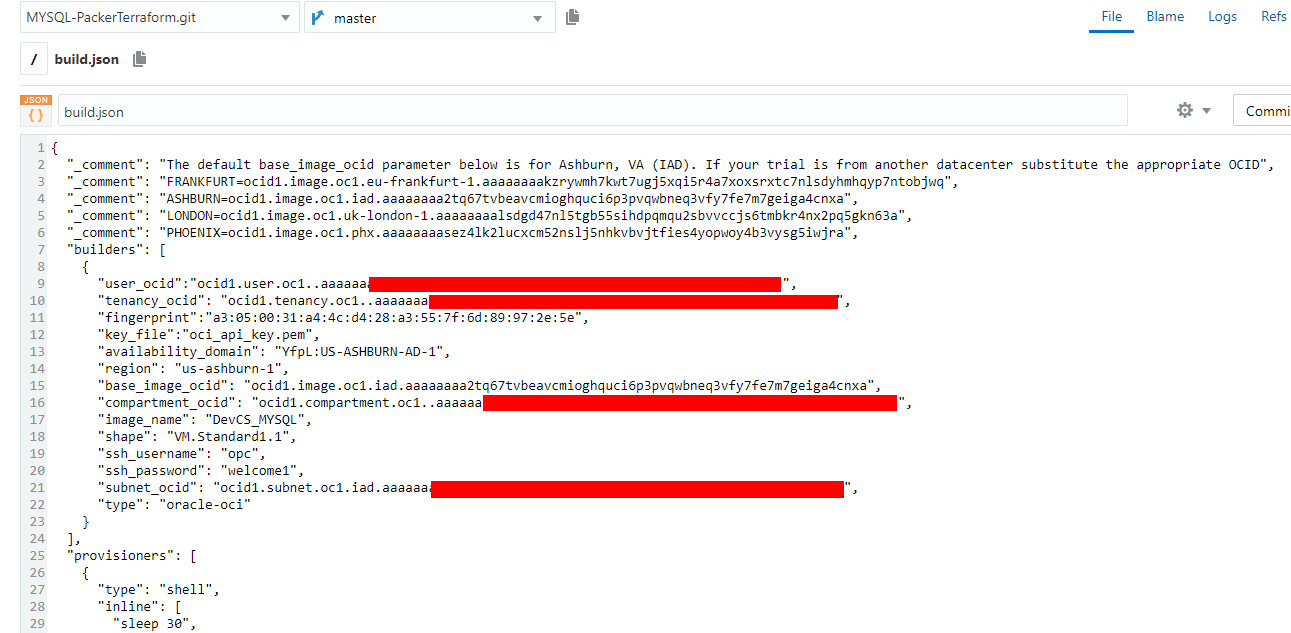 MYSQL-PackerTerraform.git master File Blame Logs Refs
/ build.json
JSON
{ } build.json Commi
1 {
2 "_comment": "The default base_image_ocid parameter below is for Ashburn, VA (IAD). If your trial is from another datacenter substitute the appropriate OCID",
3 "_comment": "FRANKFURT=ocid1.image.oc1.eu-frankfurt-1.aaaaaaaakzrywmh7kwt7ugj5xqi5r4a7xoxsrxtc7nlsdyhmhqyp7ntobjwq",
4 "_comment": "ASHBURN=ocid1.image.oc1.iad.aaaaaaaa2tq67tvbeavcmioghquci6p3pvqwbneq3vfy7fe7m7geiga4cnxa",
5 "_comment": "LONDON=ocid1.image.oc1.uk-london-1.aaaaaaaalsdgd47nl5tgb55sihdpqmqu2sbvvccjs6tmbkr4nx2pq5gkn63a",
6 "_comment": "PHOENIX=ocid1.image.oc1.phx.aaaaaaaasez4lk2lucxcm52nslj5nhkvbvjtfies4yopwoy4b3vysg5iwjra",
7 "builders": [
8 {
9 "user_ocid":"ocid1.user.oc1..aaaaaaa ",
10 "tenancy_ocid": "ocid1.tenancy.oc1..aaaaaaa ",
11 "fingerprint":"a3:05:00:31:a4:4c:d4:28:a3:55:7f:6d:89:97:2e:5e",
12 "key_file":"oci_api_key.pem",
13 "availability_domain": "YfpL:US-ASHBURN-AD-1",
14 "region": "us-ashburn-1",
15 "base_image_ocid": "ocid1.image.oc1.iad.aaaaaaaa2tq67tvbeavcmioghquci6p3pvqwbneq3vfy7fe7m7geiga4cnxa",
16 "compartment_ocid": "ocid1.compartment.oc1..aaaaaa ",
17 "image_name": "DevCS_MYSQL",
18 "shape": "VM.Standard1.1",
19 "ssh_username": "opc",
20 "ssh_password": "welcome1",
21 "subnet_ocid": "ocid1.subnet.oc1.iad.aaaaaaa ",
22 "type": "oracle-oci"
23 }
24 ],
25 "provisioners": [
26 {
27 "type": "shell",
28 "inline": [
29 "sleep 30",